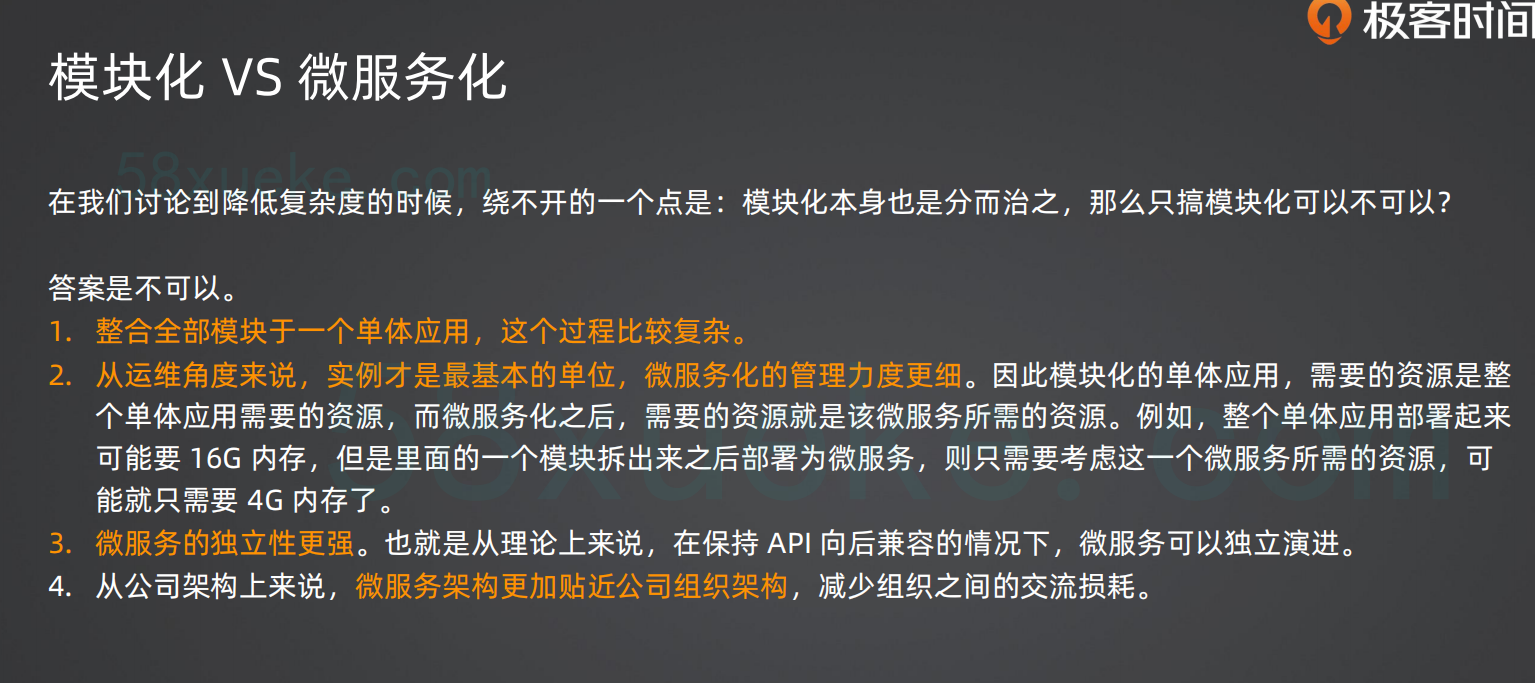 极客时间
模块化 VS 微服务化
58xueke.com
在我们讨论到降低复杂度的时候，绕不开的一个点是：模块化本身也是分而治之，那么只搞模块化可以不可以？
答案是不可以。
1. 整合全部模块于一个单体应用，这个过程比较复杂。
2. 从运维角度来说，实例才是最基本的单位，微服务化的管理力度更细。因此模块化的单体应用，需要的资源是整
个单体应用需要的资源，而微服务化之后，需要的资源就是该微服务所需的资源。例如，整个单体应用部署起来
可能要 16G 内存，但是里面的一个模块拆出来之后部署为微服务，则只需要考虑这一个微服务所需的资源，可
能就只需要 4G 内存了。
58xueke.com
3. 微服务的独立性更强。也就是从理论上来说，在保持 API 向后兼容的情况下，微服务可以独立演进。
4. 从公司架构上来说，微服务架构更加贴近公司组织架构，减少组织之间的交流损耗。